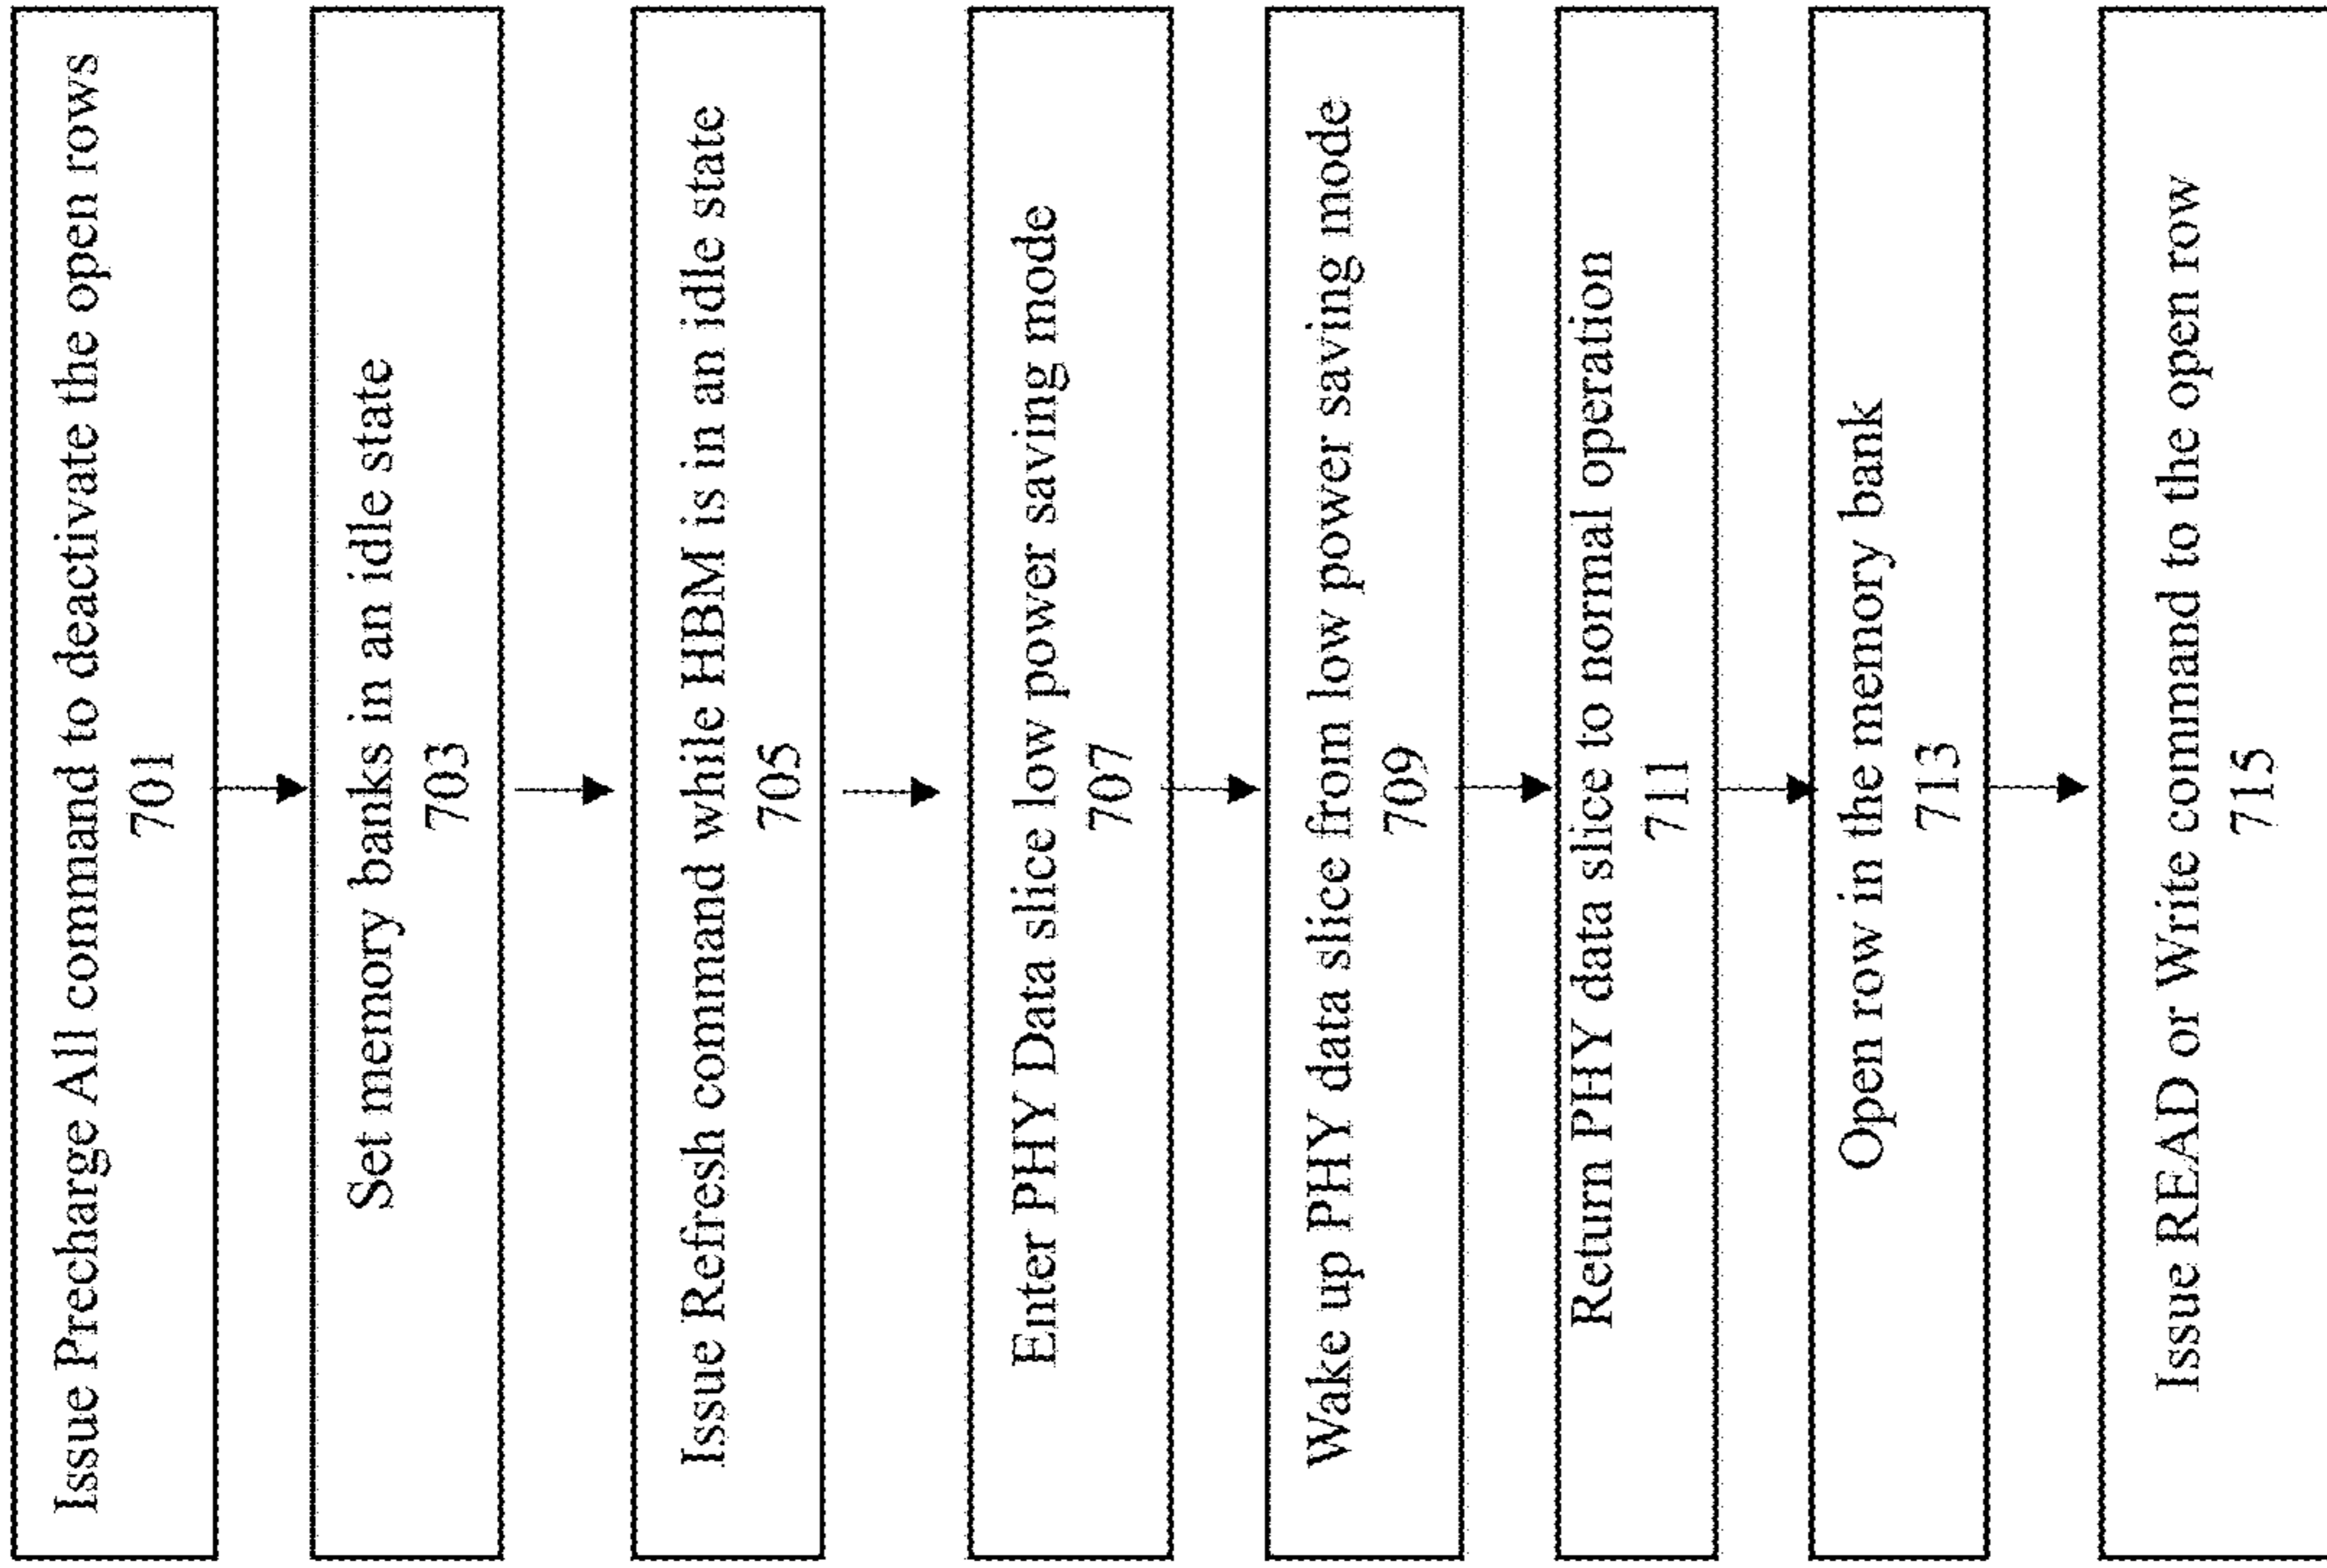 Issue Precharge All command to deactivate the open rows
701
Set memory banks in an idle state
703
Issue Refresh command while HBM is in an idle state
705
Enter PHY Data slice low power saving mode
707
Wake up PHY data slice from low power saving mode
709
Return PHY data slice to normal operation
711
Open row in the memory bank
713
Issue READ or Write command to the open row
715